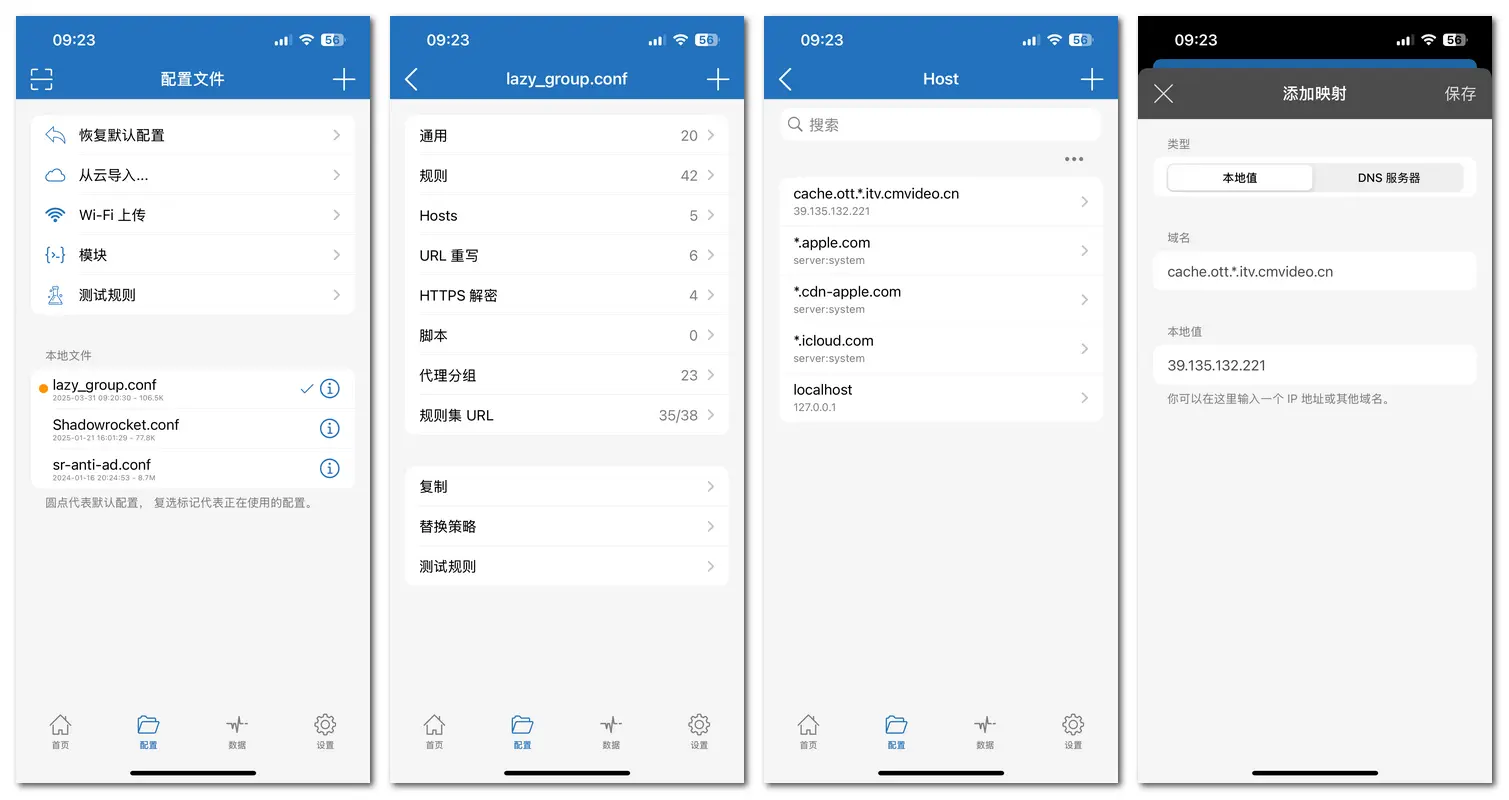 09:23
56
配置文件
恢复默认配置
从云导入...
Wi-Fi 上传
模块
测试规则
本地文件
lazy_group.conf
2025-03-31 09:20:30 - 106.5K
Shadowrocket.conf
2025-01-21 16:01:29 - 77.8K
sr-anti-ad.conf
2024-01-16 20:24:53 - 8.7M
圆点代表默认配置， 复选标记代表正在使用的配置。
首页
配置
数据
设置
09:23
56
lazy_group.conf
通用 20
规则 42
Hosts 5
URL 重写 6
HTTPS 解密 4
脚本 0
代理分组 23
规则集 URL 35/38
复制
替换策略
测试规则
首页
配置
数据
设置
09:23
56
Host
搜索
cache.ott.*.itv.cmvideo.cn
39.135.132.221
*.apple.com
server:system
*.cdn-apple.com
server:system
*.icloud.com
server:system
localhost
127.0.0.1
首页
配置
数据
设置
09:23
56
添加映射
保存
类型
本地值
DNS 服务器
域名
cache.ott.*.itv.cmvideo.cn
本地值
39.135.132.221
你可以在这里输入一个 IP 地址或其他域名。